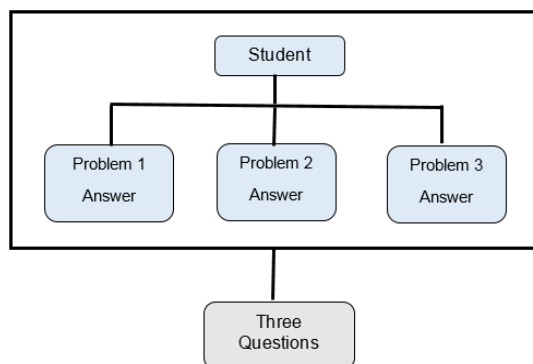 Student
Problem 1
Answer
Problem 2
Answer
Problem 3
Answer
Three
Questions